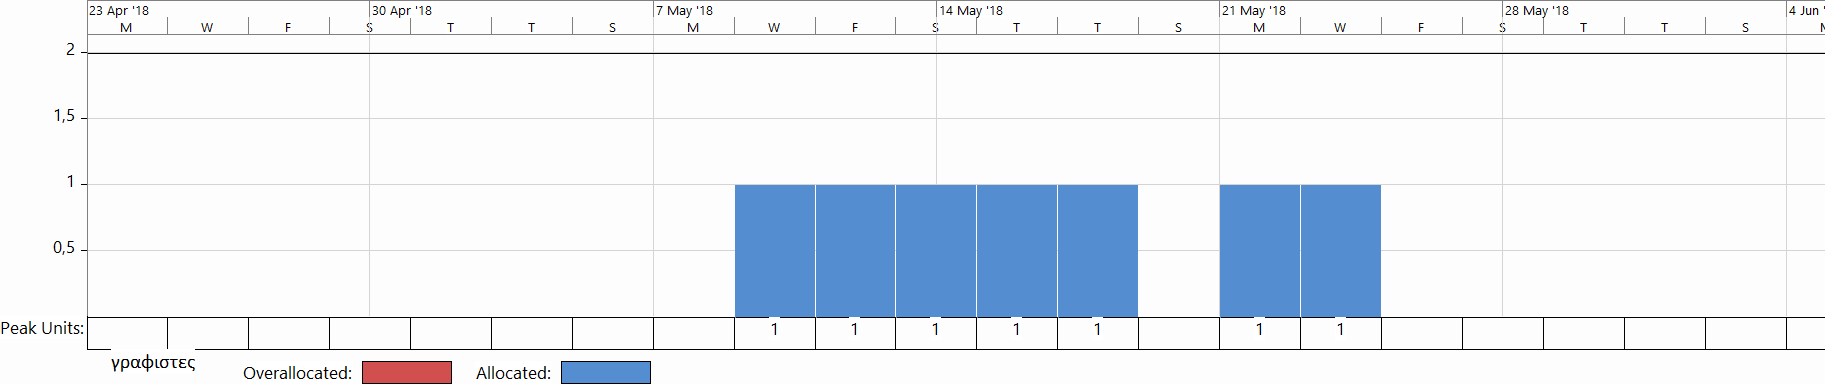 23 Apr '18 30 Apr '18 7 May '18 14 May '18 21 May '18 28 May '18 4 Jun '
M W F S T T S M W F S T T S M W F S T T S M
2
1,5
1
0,5
Peak Units: 1 1 1 1 1 1 1
γραφιστες
Overallocated: Allocated: